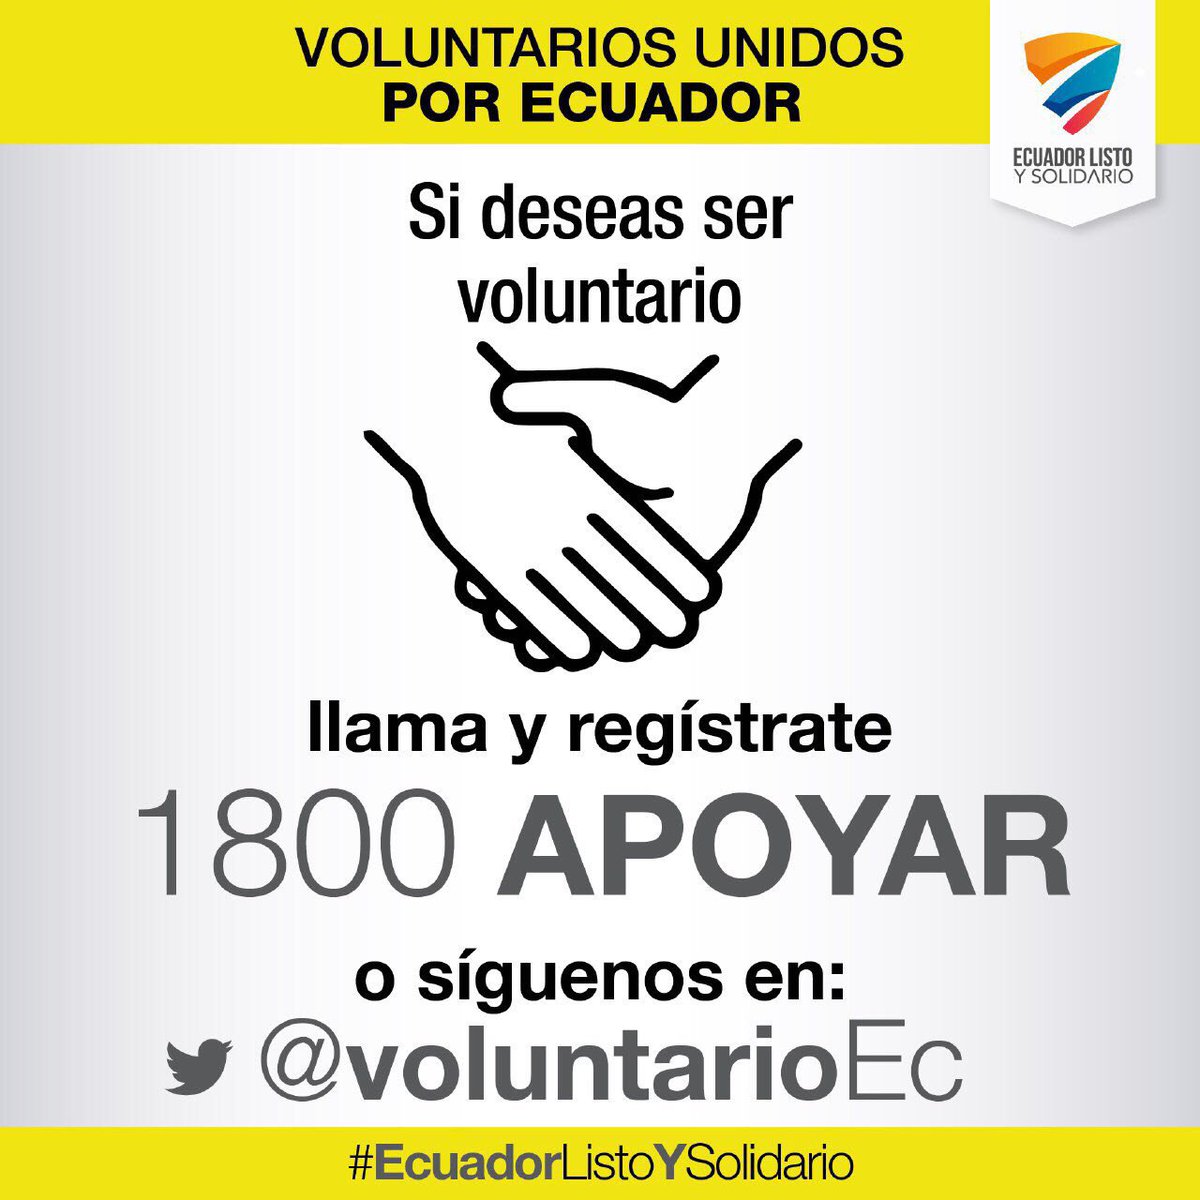 VOLUNTARIOS UNIDOS
POR ECUADOR
ECUADOR LISTO
Y SOLIDARIO
Si deseas ser
voluntario
llama y regístrate
1800 APOYAR
o síguenos en:
@voluntarioEc
#EcuadorListoYSolidario